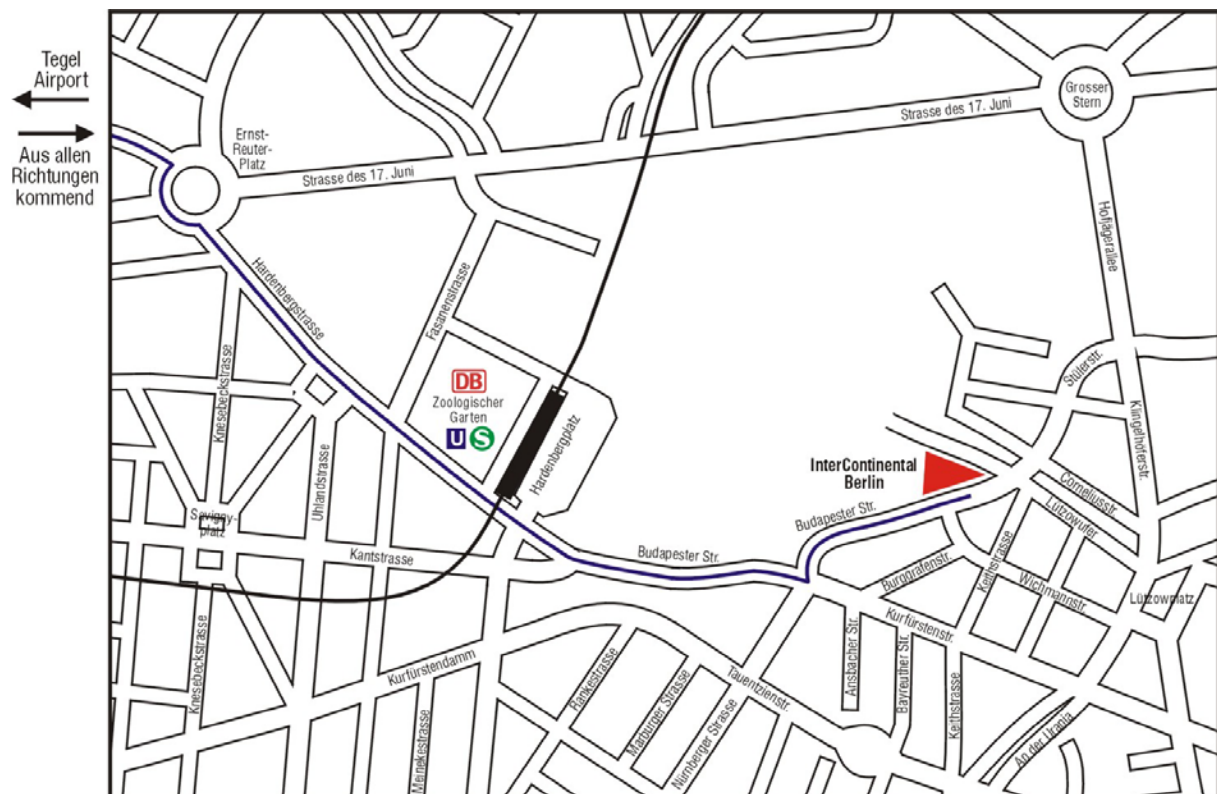 Tegel
Airport
Aus allen
Richtungen
kommend
Ernst-
Reuter-
Platz
Strasse des 17. Juni
Strasse des 17. Juni
Grosser
Stern
Hofjägerallee
Hardenbergstrasse
Fasanenstrasse
Knesebeckstrasse
DB
Zoologischer
Garten
U S
Hardenbergplatz
Stülerstr.
Klingelhöferstr.
InterContinental
Berlin
Corneliusstr.
Lützowufer
Budapester Str.
Uhlandstrasse
Savigny-
platz
Kantstrasse
Budapester Str.
Burggrafenstr.
Keithstrasse
Wichmannstr.
Lützowplatz
Kurfürstenstr.
Knesebeckstrasse
Kurfürstendamm
Meinekestrasse
Rankestrasse
Marburger Strasse
Nürnberger Strasse
Tauentzienstr.
Ansbacher Str.
Bayreuther Str.
Keithstrasse
An der Urania